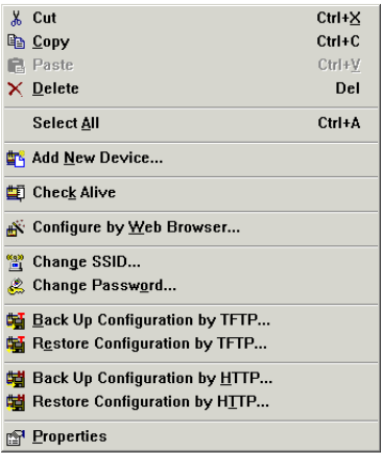 Cut Ctrl+X
Copy Ctrl+C
Paste Ctrl+V
Delete Del
Select All Ctrl+A
Add New Device...
Check Alive
Configure by Web Browser...
Change SSID...
Change Password...
Back Up Configuration by TFTP...
Restore Configuration by TFTP...
Back Up Configuration by HTTP...
Restore Configuration by HTTP...
Properties